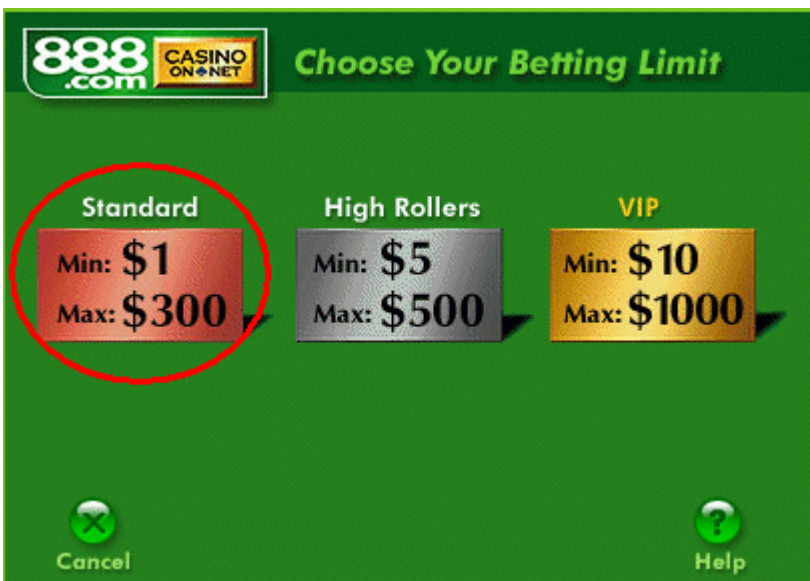 888.com
CASINO
ON NET
Choose Your Betting Limit
Standard
Min: $1
Max: $300
High Rollers
Min: $5
Max: $500
VIP
Min: $10
Max: $1000
Cancel
?
Help